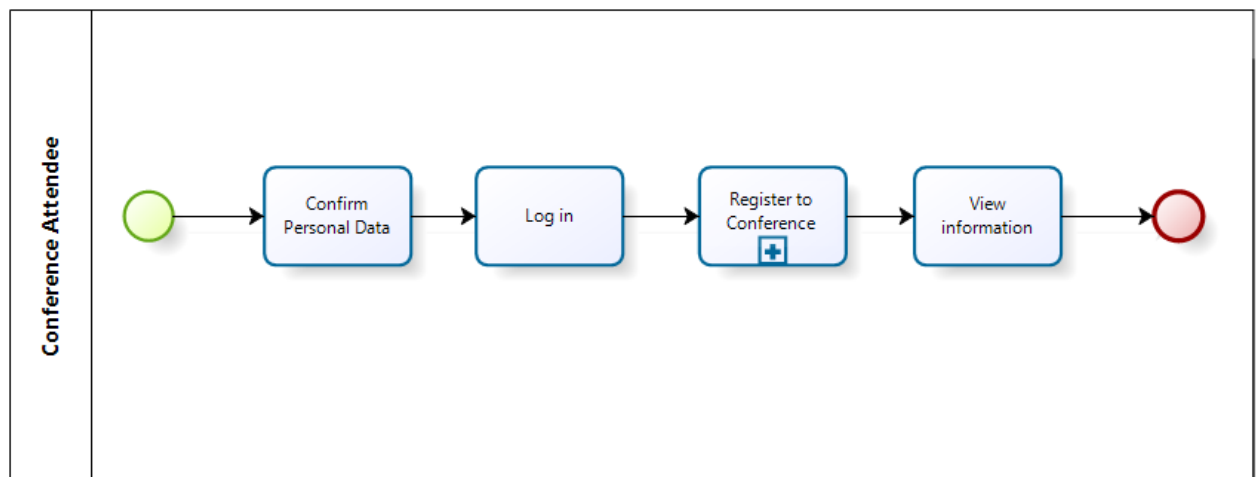 Conference Attendee
Confirm
Personal Data
Log in
Register to
Conference
View
information